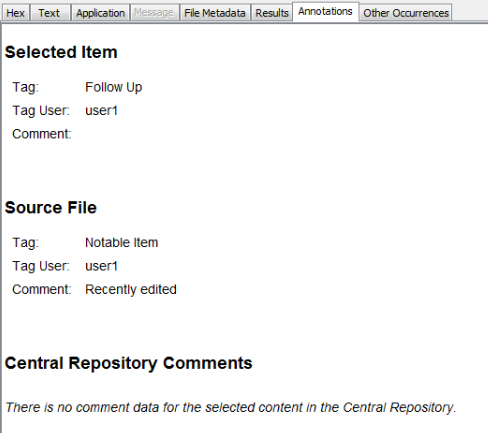 Hex Text Application Message File Metadata Results Annotations Other Occurrences
Selected Item
Tag: Follow Up
Tag User: user1
Comment:
Source File
Tag: Notable Item
Tag User: user1
Comment: Recently edited
Central Repository Comments
There is no comment data for the selected content in the Central Repository.